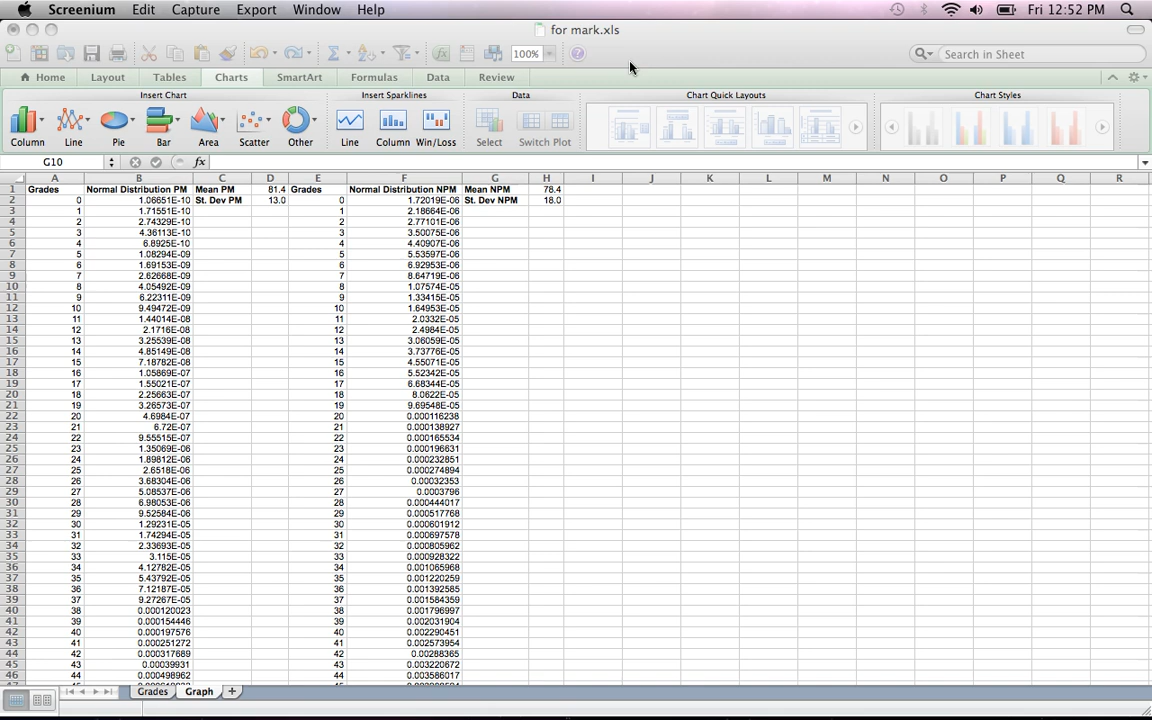 Screenium Edit Capture Export Window Help Fri 12:52 PM
for mark.xls
100% Search in Sheet
Home Layout Tables Charts SmartArt Formulas Data Review
Insert Chart Insert Sparklines Data Chart Quick Layouts Chart Styles
Column Line Pie Bar Area Scatter Other Line Column Win/Loss Select Switch Plot
G10 fx
A B C D E F G H I J K L M N O P Q R
1 Grades Normal Distribution PM Mean PM 81.4 Grades Normal Distribution NPM Mean NPM 78.4
2 0 1.06651E-10 St. Dev PM 13.0 0 1.72019E-06 St. Dev NPM 18.0
3 1 1.71551E-10 1 2.18664E-06
4 2 2.74329E-10 2 2.77101E-06
5 3 4.36113E-10 3 3.50075E-06
6 4 6.8925E-10 4 4.40907E-06
7 5 1.08294E-09 5 5.53597E-06
8 6 1.69153E-09 6 6.92953E-06
9 7 2.62668E-09 7 8.64719E-06
10 8 4.05492E-09 8 1.07574E-05
11 9 6.22311E-09 9 1.33415E-05
12 10 9.49472E-09 10 1.64953E-05
13 11 1.44014E-08 11 2.0332E-05
14 12 2.1716E-08 12 2.4984E-05
15 13 3.25539E-08 13 3.06059E-05
16 14 4.85149E-08 14 3.73776E-05
17 15 7.18782E-08 15 4.55071E-05
18 16 1.05869E-07 16 5.52342E-05
19 17 1.55021E-07 17 6.68344E-05
20 18 2.25663E-07 18 8.0622E-05
21 19 3.26573E-07 19 9.69548E-05
22 20 4.6984E-07 20 0.000116238
23 21 6.72E-07 21 0.000138927
24 22 9.55515E-07 22 0.000165534
25 23 1.35069E-06 23 0.000196631
26 24 1.89812E-06 24 0.000232851
27 25 2.6518E-06 25 0.000274894
28 26 3.68304E-06 26 0.00032353
29 27 5.08537E-06 27 0.0003796
30 28 6.98053E-06 28 0.000444017
31 29 9.52584E-06 29 0.000517768
32 30 1.29231E-05 30 0.000601912
33 31 1.74294E-05 31 0.000697578
34 32 2.33693E-05 32 0.000805962
35 33 3.115E-05 33 0.000928322
36 34 4.12782E-05 34 0.001065968
37 35 5.43792E-05 35 0.001220259
38 36 7.12187E-05 36 0.001392585
39 37 9.27267E-05 37 0.001584359
40 38 0.000120023 38 0.001796997
41 39 0.000154446 39 0.002031904
42 40 0.000197576 40 0.002290451
43 41 0.000251272 41 0.002573954
44 42 0.000317689 42 0.00288365
45 43 0.00039931 43 0.003220672
46 44 0.000498962 44 0.003586017
Grades Graph